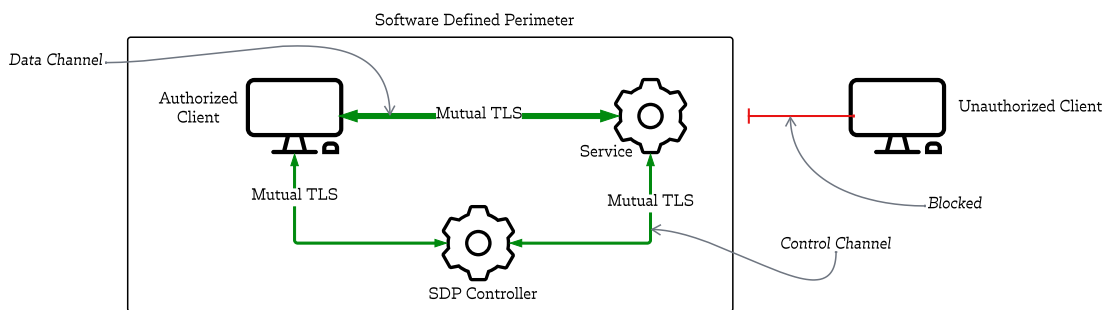 Software Defined Perimeter
Data Channel
Authorized
Client
Mutual TLS
Service
Unauthorized Client
Mutual TLS
Mutual TLS
Blocked
Control Channel
SDP Controller